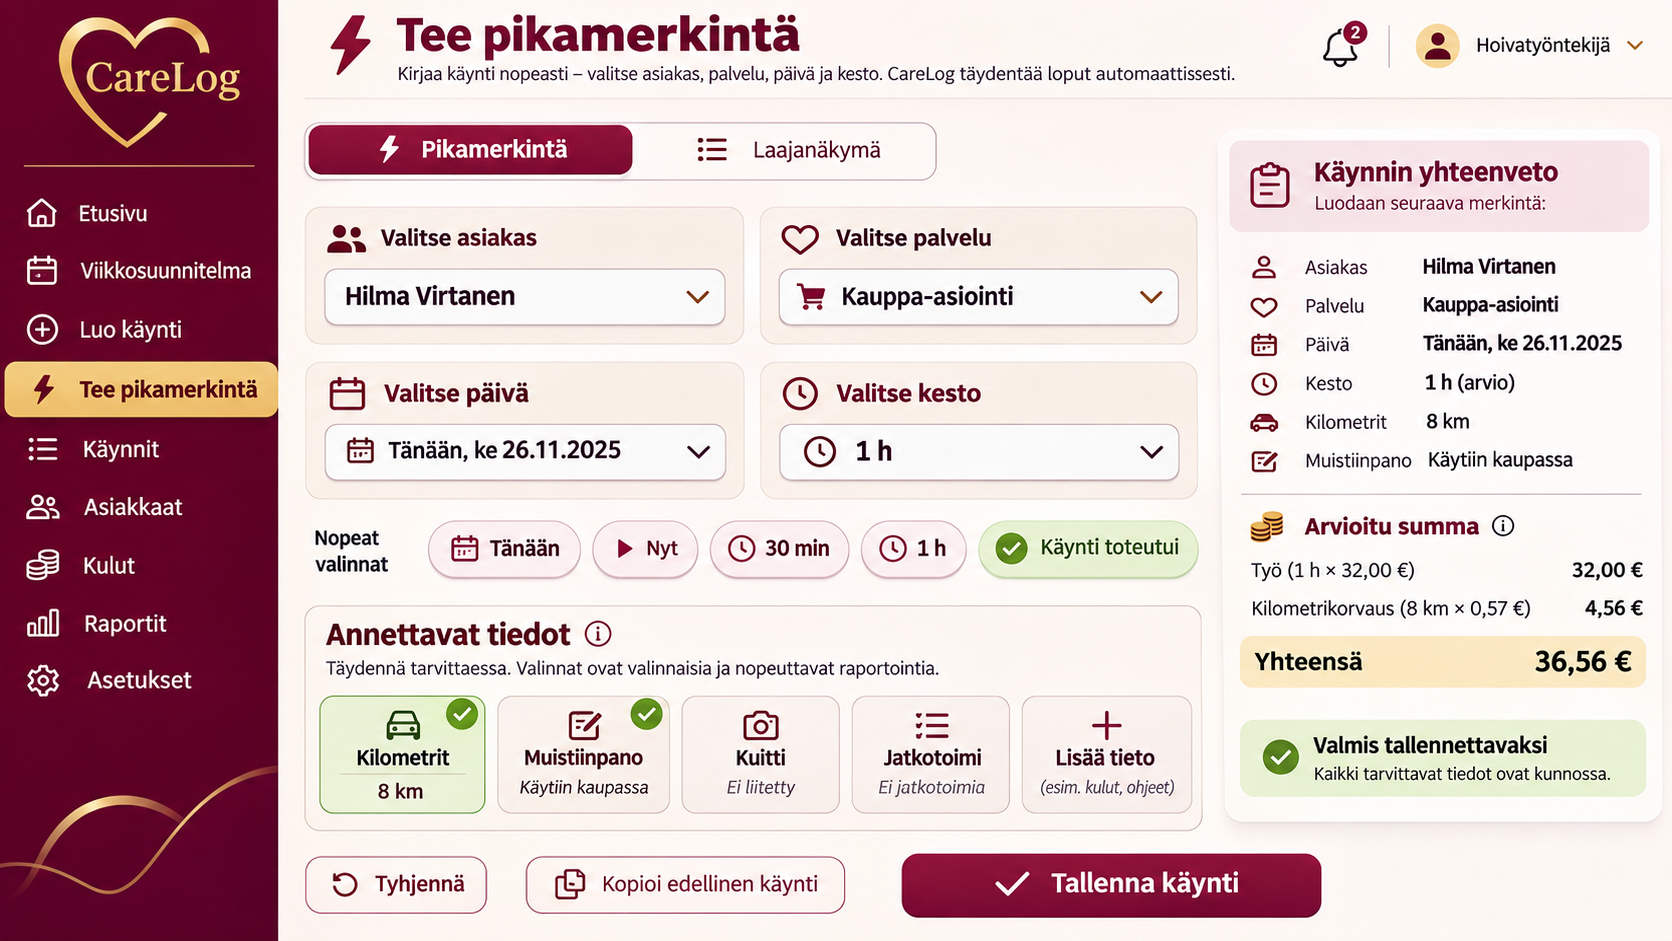 CareLog
Etusivu
Viikkosuunnitelma
Luo käynti
Tee pikamerkintä
Käynnit
Asiakkaat
Kulut
Raportit
Asetukset
Tee pikamerkintä
Kirjaa käynti nopeasti – valitse asiakas, palvelu, päivä ja kesto. CareLog täydentää loput automaattisesti.
2
Hoivatyöntekijä
Pikamerkintä
Laajanäkymä
Valitse asiakas
Hilma Virtanen
Valitse palvelu
Kauppa-asiointi
Valitse päivä
Tänään, ke 26.11.2025
Valitse kesto
1 h
Nopeat
valinnat
Tänään
Nyt
30 min
1 h
Käynti toteutui
Annettavat tiedot
Täydennä tarvittaessa. Valinnat ovat valinnaisia ja nopeuttavat raportointia.
Kilometrit
8 km
Muistiinpano
Käytiin kaupassa
Kuitti
Ei liitetty
Jatkotoimi
Ei jatkotoimia
Lisää tieto
(esim. kulut, ohjeet)
Tyhjennä
Kopioi edellinen käynti
Tallenna käynti
Käynnin yhteenveto
Luodaan seuraava merkintä:
Asiakas Hilma Virtanen
Palvelu Kauppa-asiointi
Päivä Tänään, ke 26.11.2025
Kesto 1 h (arvio)
Kilometrit 8 km
Muistiinpano Käytiin kaupassa
Arvioitu summa
Työ (1 h × 32,00 €) 32,00 €
Kilometrikorvaus (8 km × 0,57 €) 4,56 €
Yhteensä 36,56 €
Valmis tallennettavaksi
Kaikki tarvittavat tiedot ovat kunnossa.